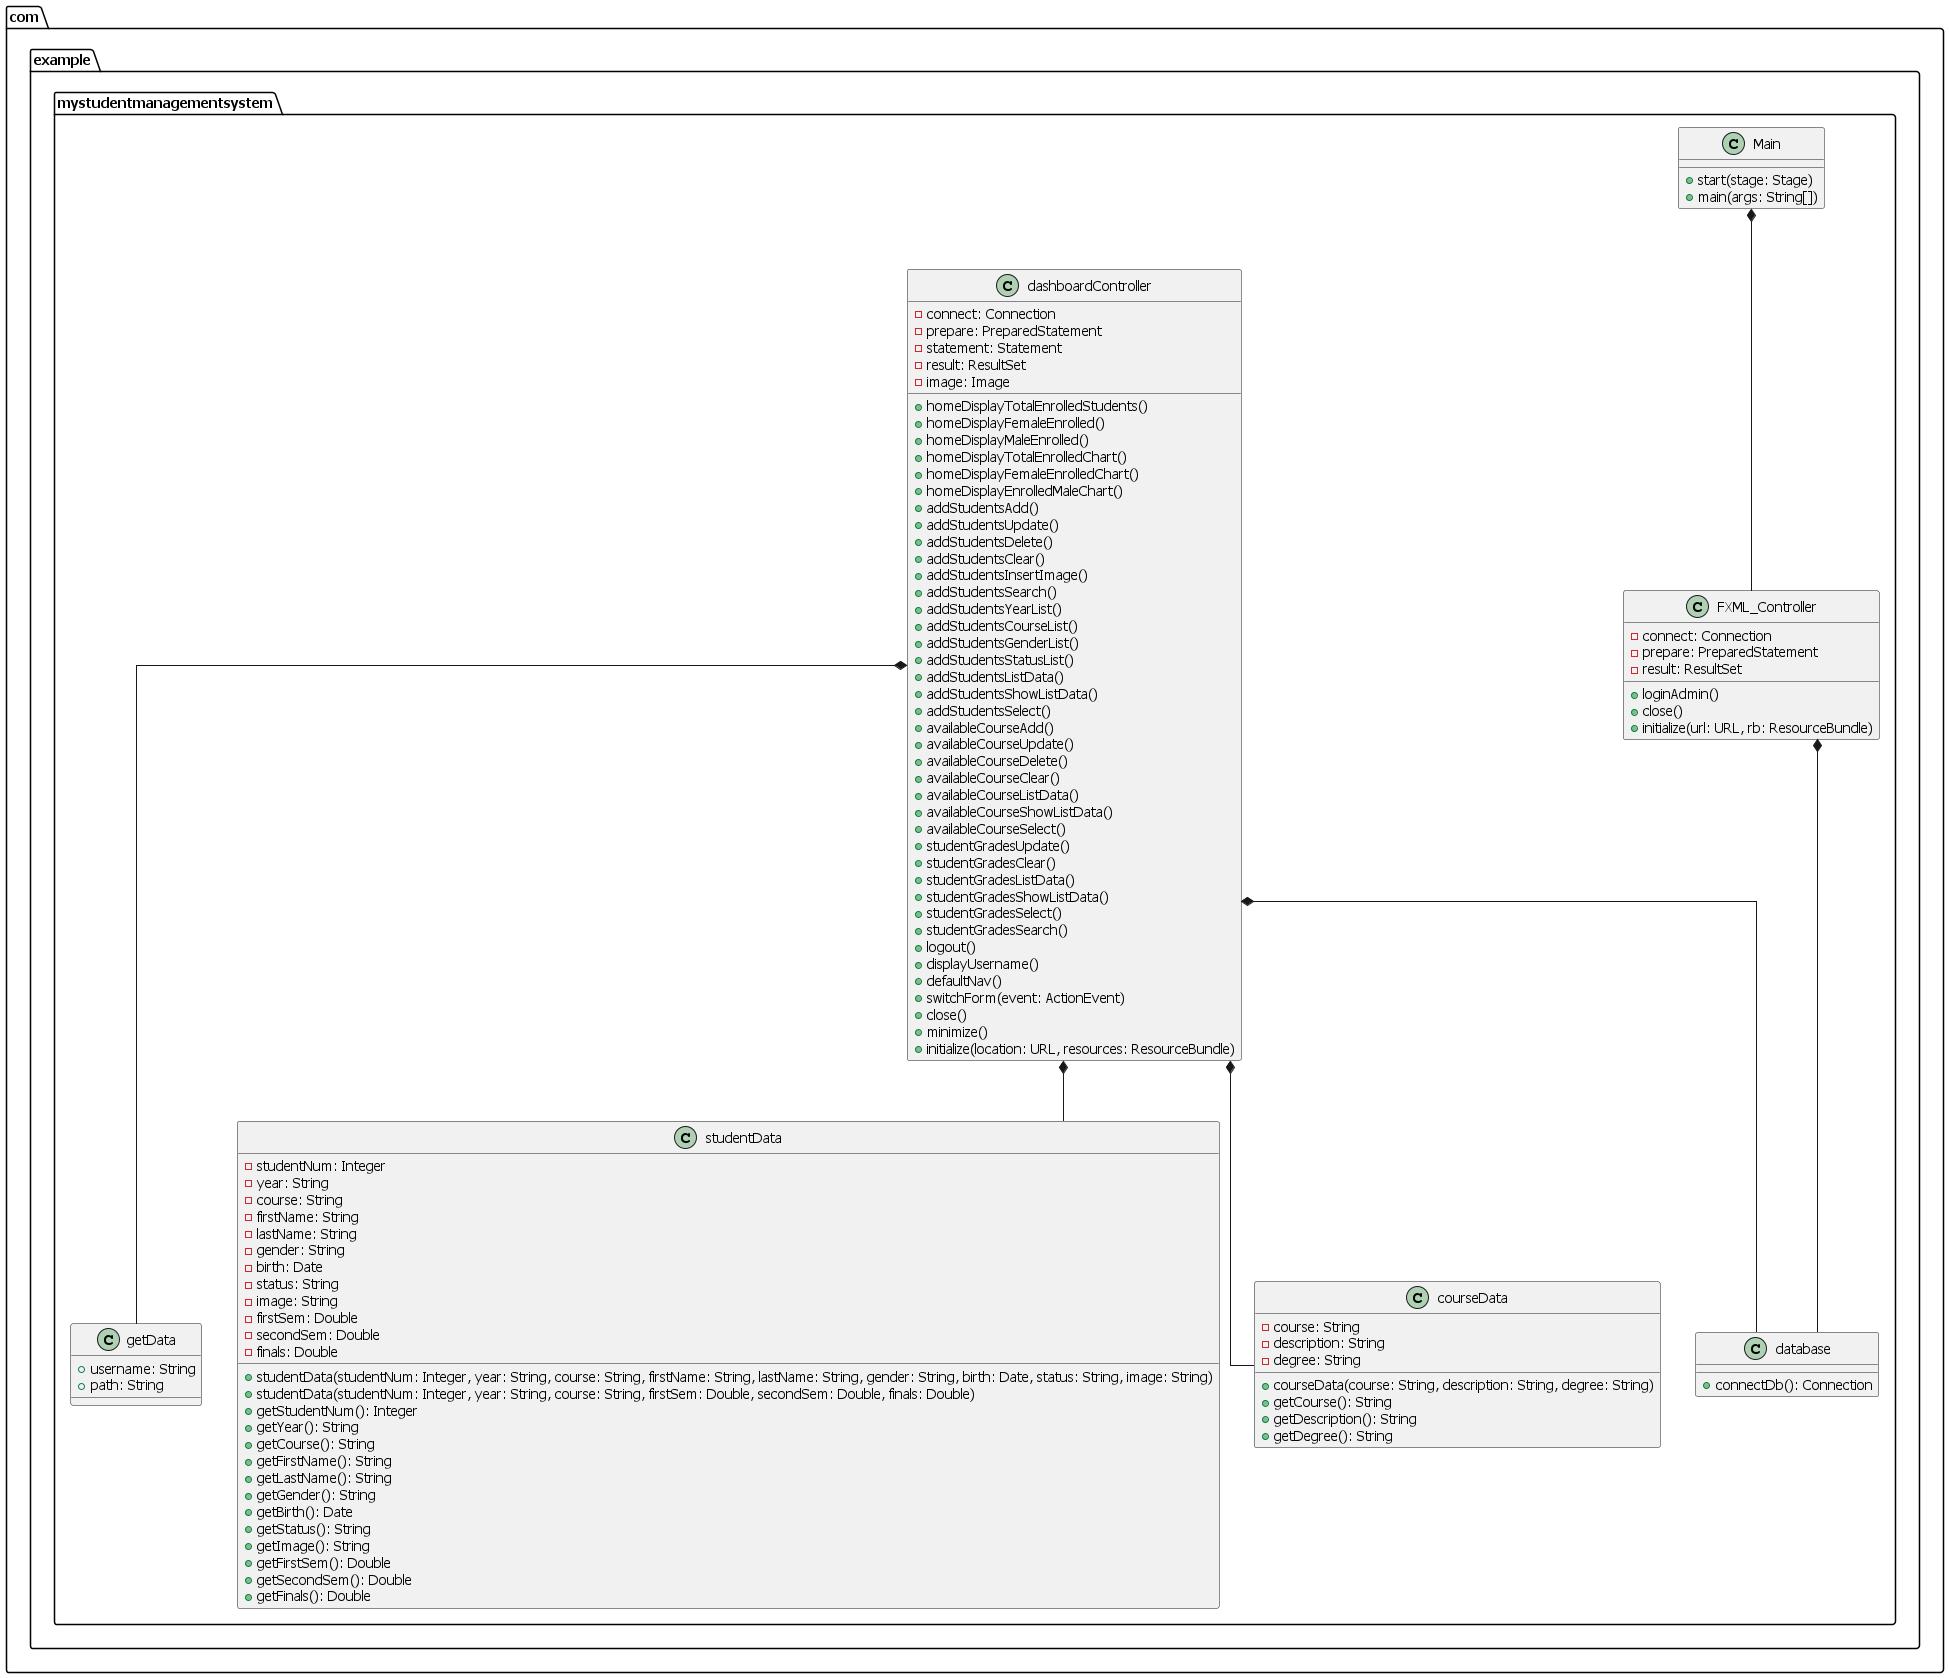 com
example
mystudentmanagementsystem
C Main
start(stage: Stage)
main(args: String[])
C dashboardController
connect: Connection
prepare: PreparedStatement
statement: Statement
result: ResultSet
image: Image
homeDisplayTotalEnrolledStudents()
homeDisplayFemaleEnrolled()
homeDisplayMaleEnrolled()
homeDisplayTotalEnrolledChart()
homeDisplayFemaleEnrolledChart()
homeDisplayEnrolledMaleChart()
addStudentsAdd()
addStudentsUpdate()
addStudentsDelete()
addStudentsClear()
addStudentsInsertImage()
addStudentsSearch()
addStudentsYearList()
addStudentsCourseList()
addStudentsGenderList()
addStudentsStatusList()
addStudentsListData()
addStudentsShowListData()
addStudentsSelect()
availableCourseAdd()
availableCourseUpdate()
availableCourseDelete()
availableCourseClear()
availableCourseListData()
availableCourseShowListData()
availableCourseSelect()
studentGradesUpdate()
studentGradesClear()
studentGradesListData()
studentGradesShowListData()
studentGradesSelect()
studentGradesSearch()
logout()
displayUsername()
defaultNav()
switchForm(event: ActionEvent)
close()
minimize()
initialize(location: URL, resources: ResourceBundle)
C FXML_Controller
connect: Connection
prepare: PreparedStatement
result: ResultSet
loginAdmin()
close()
initialize(url: URL, rb: ResourceBundle)
C getData
username: String
path: String
C studentData
studentNum: Integer
year: String
course: String
firstName: String
lastName: String
gender: String
birth: Date
status: String
image: String
firstSem: Double
secondSem: Double
finals: Double
studentData(studentNum: Integer, year: String, course: String, firstName: String, lastName: String, gender: String, birth: Date, status: String, image: String)
studentData(studentNum: Integer, year: String, course: String, firstSem: Double, secondSem: Double, finals: Double)
getStudentNum(): Integer
getYear(): String
getCourse(): String
getFirstName(): String
getLastName(): String
getGender(): String
getBirth(): Date
getStatus(): String
getImage(): String
getFirstSem(): Double
getSecondSem(): Double
getFinals(): Double
C courseData
course: String
description: String
degree: String
courseData(course: String, description: String, degree: String)
getCourse(): String
getDescription(): String
getDegree(): String
C database
connectDb(): Connection